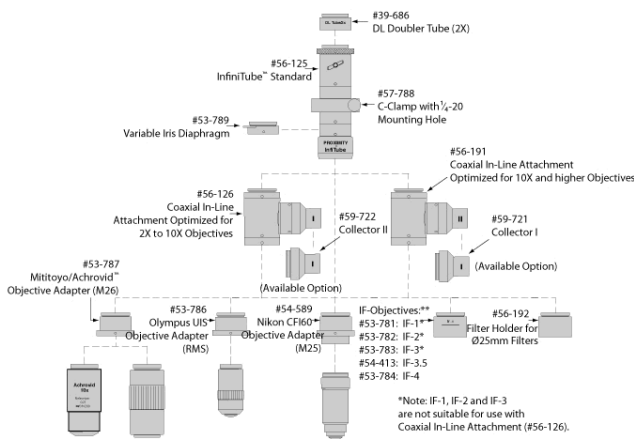 #39-686
DL Doubler Tube (2X)
#56-125
InfiniTube™ Standard
#57-788
C-Clamp with ¼-20
Mounting Hole
#53-789
Variable Iris Diaphragm
PROXIMITY
InfiTube
#56-191
Coaxial In-Line Attachment
Optimized for 10X and higher Objectives
#56-126
Coaxial In-Line
Attachment Optimized for
2X to 10X Objectives
I
II
#59-722
Collector II
#59-721
Collector I
I
I
(Available Option)
(Available Option)
#53-787
Mititoyo/Achrovid™
Objective Adapter (M26)
#53-786
Olympus UIS
Objective Adapter
(RMS)
#54-589
Nikon CFI60
Objective Adapter
(M25)
IF-Objectives:**
#53-781: IF-1*
#53-782: IF-2*
#53-783: IF-3*
#54-413: IF-3.5
#53-784: IF-4
#56-192
Filter Holder for
Ø25mm Filters
*Note: IF-1, IF-2 and IF-3
are not suitable for use with
Coaxial In-Line Attachment (#56-126).